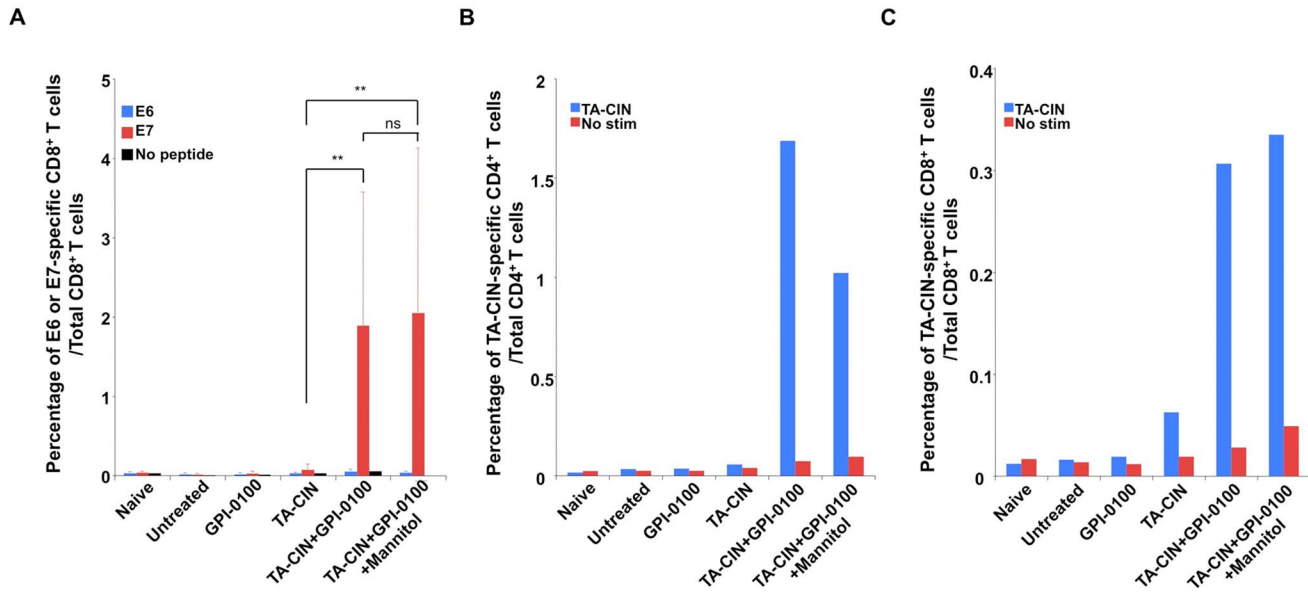 A
Percentage of E6 or E7-specific CD8+ T cells
/Total CD8+ T cells
5
4
3
2
1
0
E6
E7
No peptide
**
ns
**
Naive
Untreated
GPI-0100
TA-CIN
TA-CIN+GPI-0100
TA-CIN+GPI-0100
+Mannitol
B
Percentage of TA-CIN-specific CD4+ T cells
/Total CD4+ T cells
2
1.5
1
0.5
0
TA-CIN
No stim
Naive
Untreated
GPI-0100
TA-CIN
TA-CIN+GPI-0100
TA-CIN+GPI-0100
+Mannitol
C
Percentage of TA-CIN-specific CD8+ T cells
/Total CD8+ T cells
0.4
0.3
0.2
0.1
0
TA-CIN
No stim
Naive
Untreated
GPI-0100
TA-CIN
TA-CIN+GPI-0100
TA-CIN+GPI-0100
+Mannitol